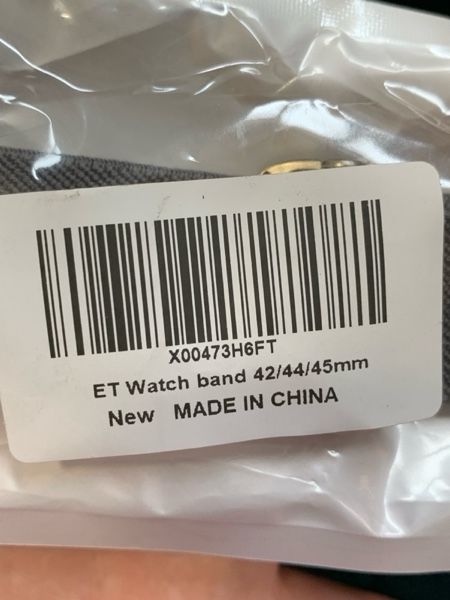 X00473H6FT
ET Watch band 42/44/45mm
New MADE IN CHINA